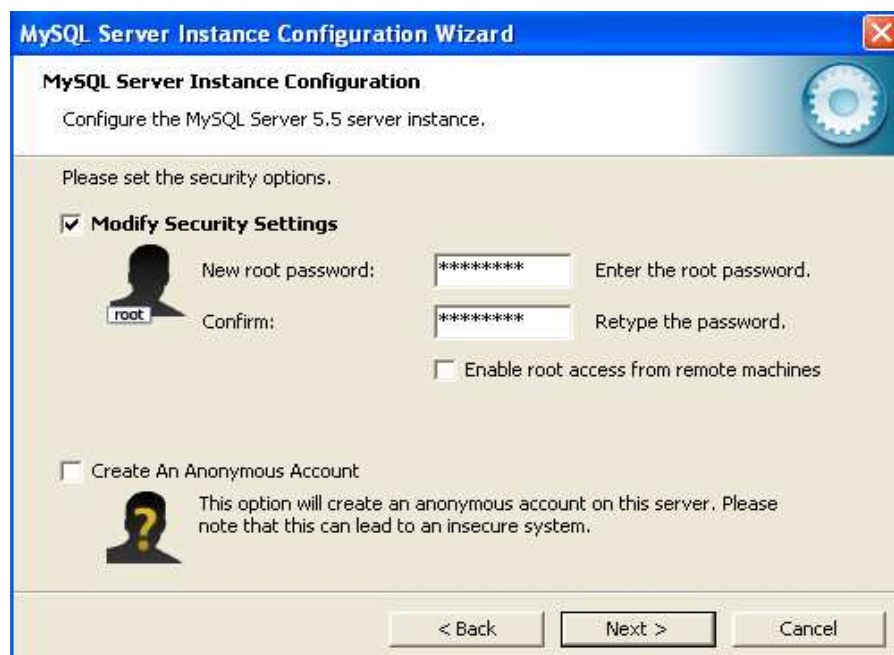 MySQL Server Instance Configuration Wizard
MySQL Server Instance Configuration
Configure the MySQL Server 5.5 server instance.
Please set the security options.
Modify Security Settings
New root password: ******** Enter the root password.
root
Confirm: ******** Retype the password.
Enable root access from remote machines
Create An Anonymous Account
?
This option will create an anonymous account on this server. Please
note that this can lead to an insecure system.
< Back Next > Cancel